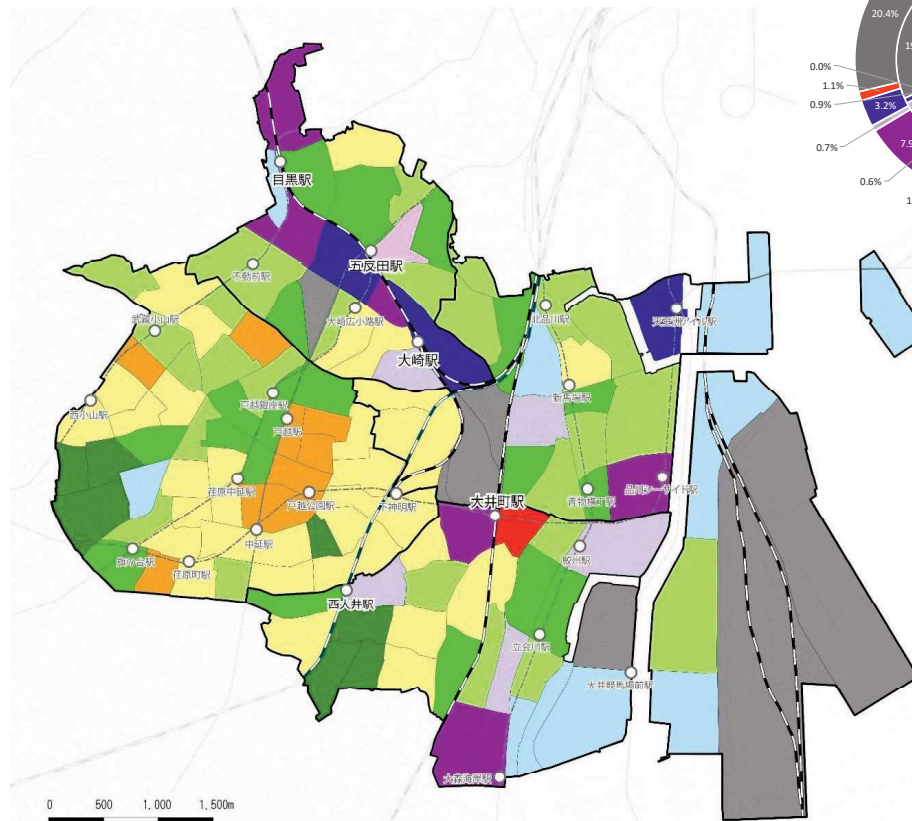 20.4%
0.0%
1.1%
0.9%
3.2%
0.7%
0.6%
目黒駅
五反田駅
不動前駅
武蔵小山駅
大崎広小路駅
北品川駅
天王洲アイル駅
大崎駅
新馬場駅
戸越銀座駅
西小山駅
戸越駅
荏原中延駅
戸越公園駅
下神明駅
大井町駅
青物横丁駅
品川シーサイド駅
中延駅
旗の台駅
荏原町駅
鮫洲駅
西大井駅
立会川駅
大井競馬場前駅
大森海岸駅
0 500 1,000 1,500m